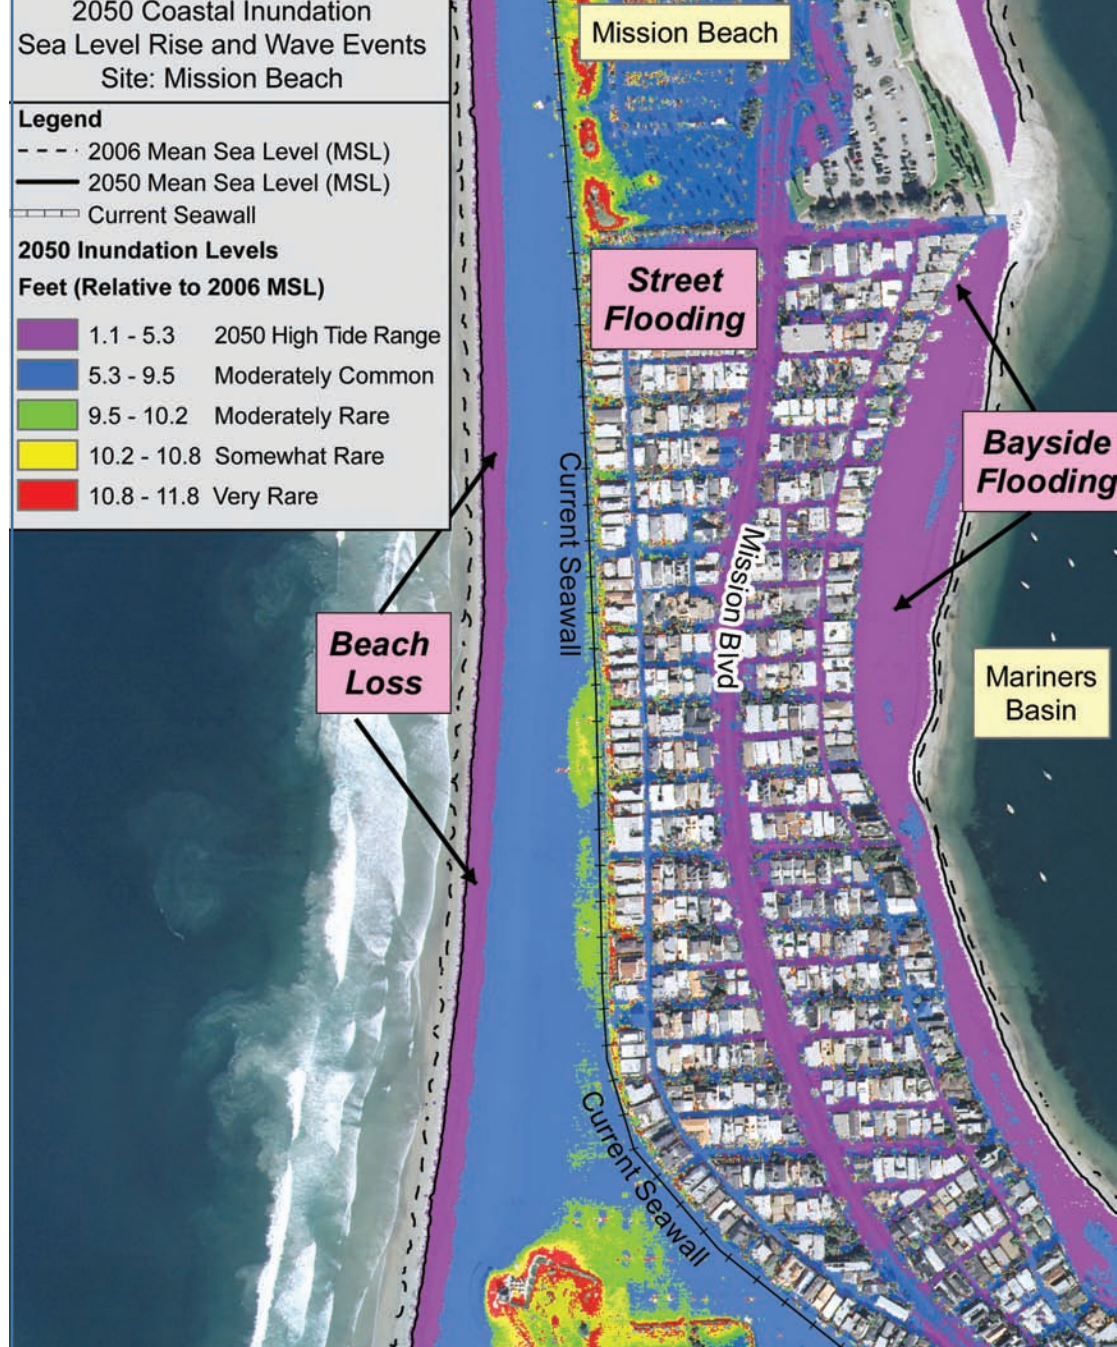 2050 Coastal Inundation
Sea Level Rise and Wave Events
Site: Mission Beach
Legend
2006 Mean Sea Level (MSL)
2050 Mean Sea Level (MSL)
Current Seawall
2050 Inundation Levels
Feet (Relative to 2006 MSL)
1.1 - 5.3 2050 High Tide Range
5.3 - 9.5 Moderately Common
9.5 - 10.2 Moderately Rare
10.2 - 10.8 Somewhat Rare
10.8 - 11.8 Very Rare
Mission Beach
Street
Flooding
Bayside
Flooding
Current Seawall
Mission Blvd
Beach
Loss
Mariners
Basin
Current Seawall